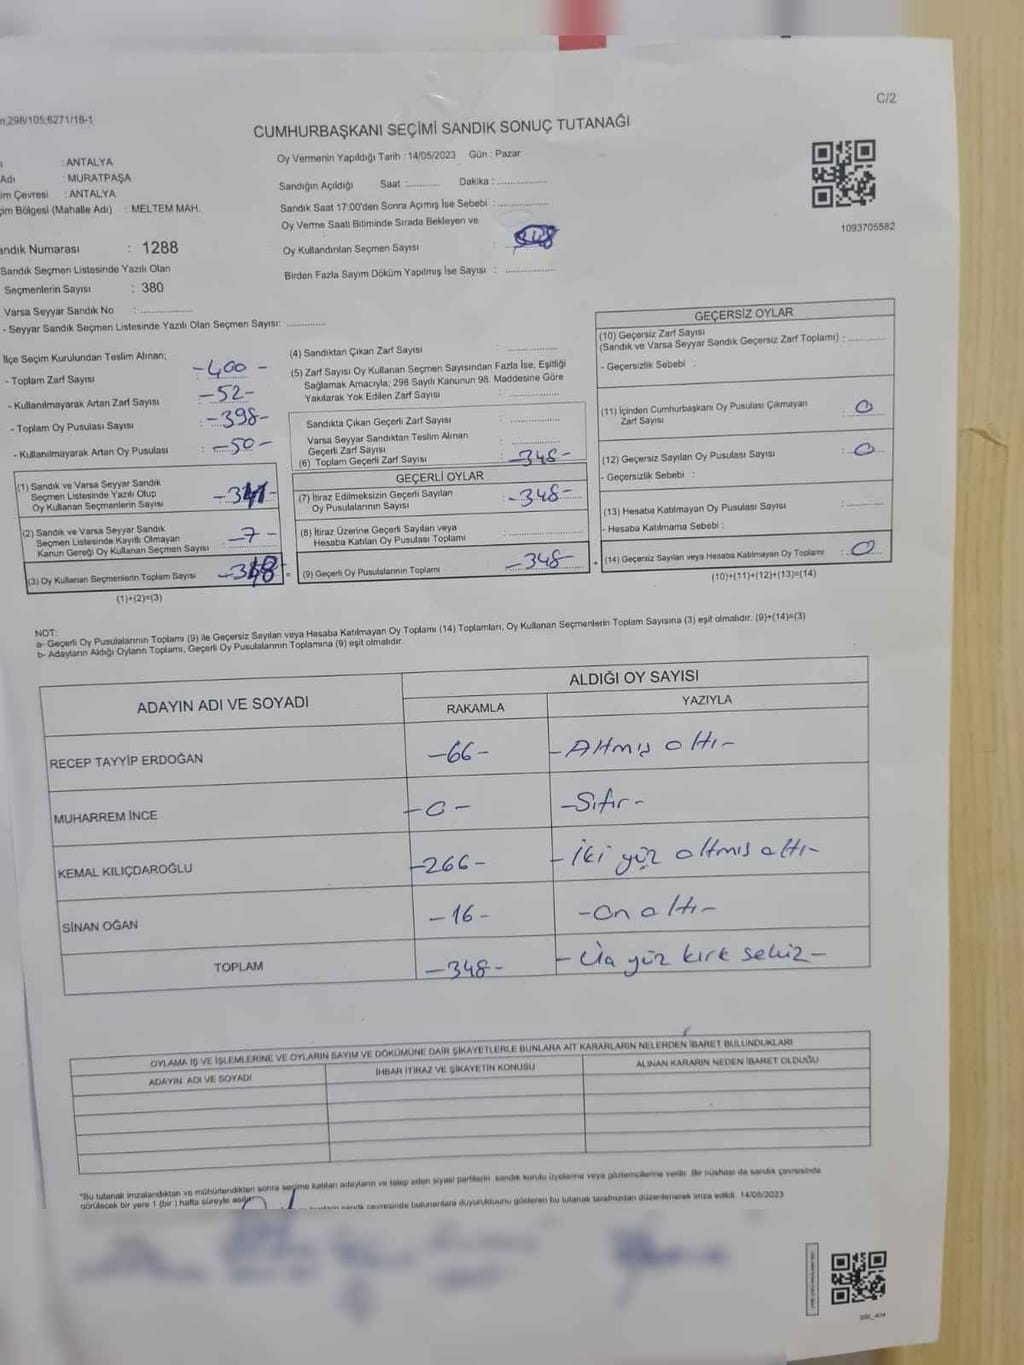 C/2
298/105;6271/18-1
CUMHURBAŞKANI SEÇİMİ SANDIK SONUÇ TUTANAĞI
: ANTALYA
Adı : MURATPAŞA
im Çevresi : ANTALYA
çim Bölgesi (Mahalle Adı) : MELTEM MAH.
andık Numarası : 1288
Sandık Seçmen Listesinde Yazılı Olan
Seçmenlerin Sayısı : 380
Varsa Seyyar Sandık No : ..................
- Seyyar Sandık Seçmen Listesinde Yazılı Olan Seçmen Sayısı: ..............
Oy Vermenin Yapıldığı Tarih : 14/05/2023 Gün : Pazar
Sandığın Açıldığı Saat :............ Dakika : ..................
Sandık Saat 17:00'den Sonra Açımış İse Sebebi : ..................
Oy Verme Saati Bitiminde Sırada Bekleyen ve
Oy Kullandırılan Seçmen Sayısı :
Birden Fazla Sayım Döküm Yapılmış İse Sayısı : ..................
1093705582
İlçe Seçim Kurulundan Teslim Alınan;
- Toplam Zarf Sayısı : -400-
- Kullanılmayarak Artan Zarf Sayısı : -52-
- Toplam Oy Pusulası Sayısı : -398-
- Kullanılmayarak Artan Oy Pusulası : -50-
(1) Sandık ve Varsa Seyyar Sandık
Seçmen Listesinde Yazılı Olup
Oy Kullanan Seçmenlerin Sayısı : -341-
(2) Sandık ve Varsa Seyyar Sandık
Seçmen Listesinde Kayıtlı Olmayan
Kanun Gereği Oy Kullanan Seçmen Sayısı : -7-
(3) Oy Kullanan Seçmenlerin Toplam Sayısı : -348- =
(1)+(2)=(3)
(4) Sandıktan Çıkan Zarf Sayısı : ..................
(5) Zarf Sayısı Oy Kullanan Seçmen Sayısından Fazla İse, Eşitliği
Sağlamak Amacıyla; 298 Sayılı Kanunun 98. Maddesine Göre
Yakılarak Yok Edilen Zarf Sayısı : ..................
Sandıkta Çıkan Geçerli Zarf Sayısı : ..................
Varsa Seyyar Sandıktan Teslim Alınan
Geçerli Zarf Sayısı : ..................
(6) Toplam Geçerli Zarf Sayısı : -348-
GEÇERLİ OYLAR
(7) İtiraz Edilmeksizin Geçerli Sayılan
Oy Pusulalarının Sayısı : -348-
(8) İtiraz Üzerine Geçerli Sayılan veya
Hesaba Katılan Oy Pusulası Toplamı : ..................
(9) Geçerli Oy Pusulalarının Toplamı : -348- +
GEÇERSİZ OYLAR
(10) Geçersiz Zarf Sayısı
(Sandık ve Varsa Seyyar Sandık Geçersiz Zarf Toplamı) : ............
- Geçersizlik Sebebi :
(11) İçinden Cumhurbaşkanı Oy Pusulası Çıkmayan
Zarf Sayısı : 0
(12) Geçersiz Sayılan Oy Pusulası Sayısı : 0
- Geçersizlik Sebebi :
(13) Hesaba Katılmayan Oy Pusulası Sayısı : ............
- Hesaba Katılmama Sebebi :
(14) Geçersiz Sayılan veya Hesaba Katılmayan Oy Toplamı : 0
(10)+(11)+(12)+(13)=(14)
NOT:
a- Geçerli Oy Pusulalarının Toplamı (9) ile Geçersiz Sayılan veya Hesaba Katılmayan Oy Toplamı (14) Toplamları, Oy Kullanan Seçmenlerin Toplam Sayısına (3) eşit olmalıdır. (9)+(14)=(3)
b- Adayların Aldığı Oyların Toplamı, Geçerli Oy Pusulalarının Toplamına (9) eşit olmalıdır.
ADAYIN ADI VE SOYADI ALDIĞI OY SAYISI
RAKAMLA YAZIYLA
RECEP TAYYİP ERDOĞAN -66- -Altmış altı-
MUHARREM İNCE -0- -Sıfır-
KEMAL KILIÇDAROĞLU -266- -İki yüz altmış altı-
SİNAN OĞAN -16- -On altı-
TOPLAM -348- -Üç yüz kırk sekiz-
OYLAMA İŞ VE İŞLEMLERİNE VE OYLARIN SAYIM VE DÖKÜMÜNE DAİR ŞİKAYETLERLE BUNLARA AİT KARARLARIN NELERDEN İBARET BULUNDUKLARI
ADAYIN ADI VE SOYADI İHBAR İTİRAZ VE ŞİKAYETİN KONUSU ALINAN KARARIN NEDEN İBARET OLDUĞU
*Bu tutanak imzalandıktan ve mühürlendikten sonra seçime katılan adayların ve talep eden siyasi partilerin sandık kurulu üyelerine veya gözlemcilerine verilir. Bir nüshası da sandık çevresinde
görülecek bir yere 1 (bir) hafta süreyle asılır. sandık çevresinde bulunanlara duyurulduğunu gösteren bu tutanak tarafımızdan düzenlenerek imza edildi. 14/05/2023